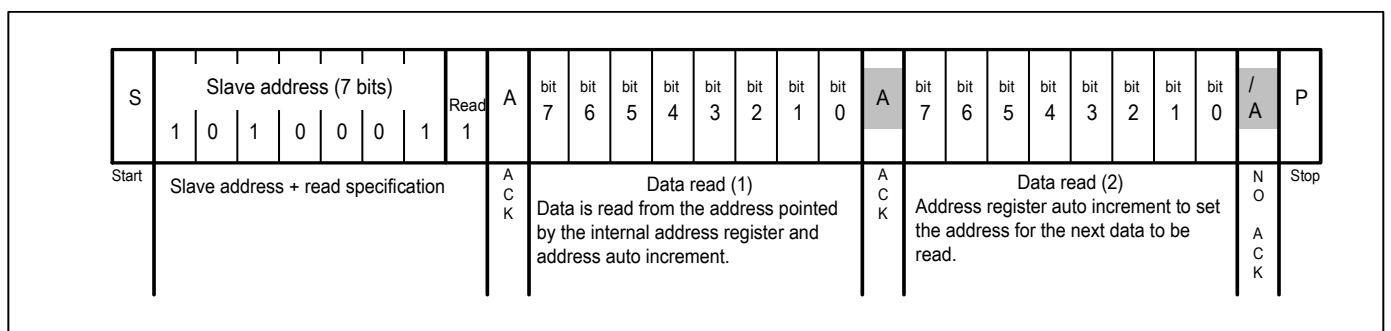 S Slave address (7 bits) Read A bit bit bit bit bit bit bit bit A bit bit bit bit bit bit bit bit / A P
1 0 1 0 0 0 1 1 7 6 5 4 3 2 1 0 7 6 5 4 3 2 1 0
Start Slave address + read specification A C K Data read (1) A C K Data read (2) N O A C K Stop
Data is read from the address pointed
by the internal address register and
address auto increment.
Address register auto increment to set
the address for the next data to be
read.